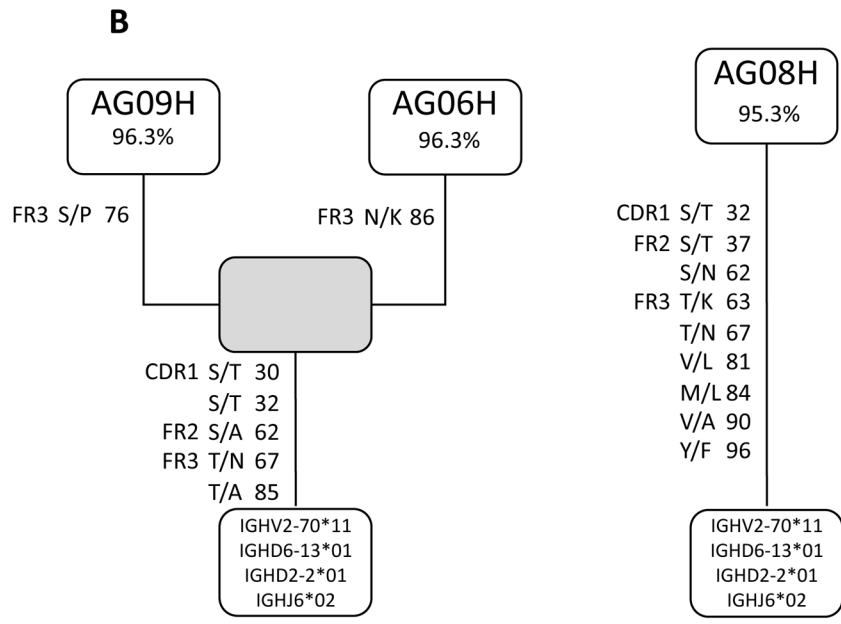 B
AG09H
96.3%
AG06H
96.3%
AG08H
95.3%
FR3 S/P 76
FR3 N/K 86
CDR1 S/T 30
S/T 32
FR2 S/A 62
FR3 T/N 67
T/A 85
IGHV2-70*11
IGHD6-13*01
IGHD2-2*01
IGHJ6*02
CDR1 S/T 32
FR2 S/T 37
S/N 62
FR3 T/K 63
T/N 67
V/L 81
M/L 84
V/A 90
Y/F 96
IGHV2-70*11
IGHD6-13*01
IGHD2-2*01
IGHJ6*02